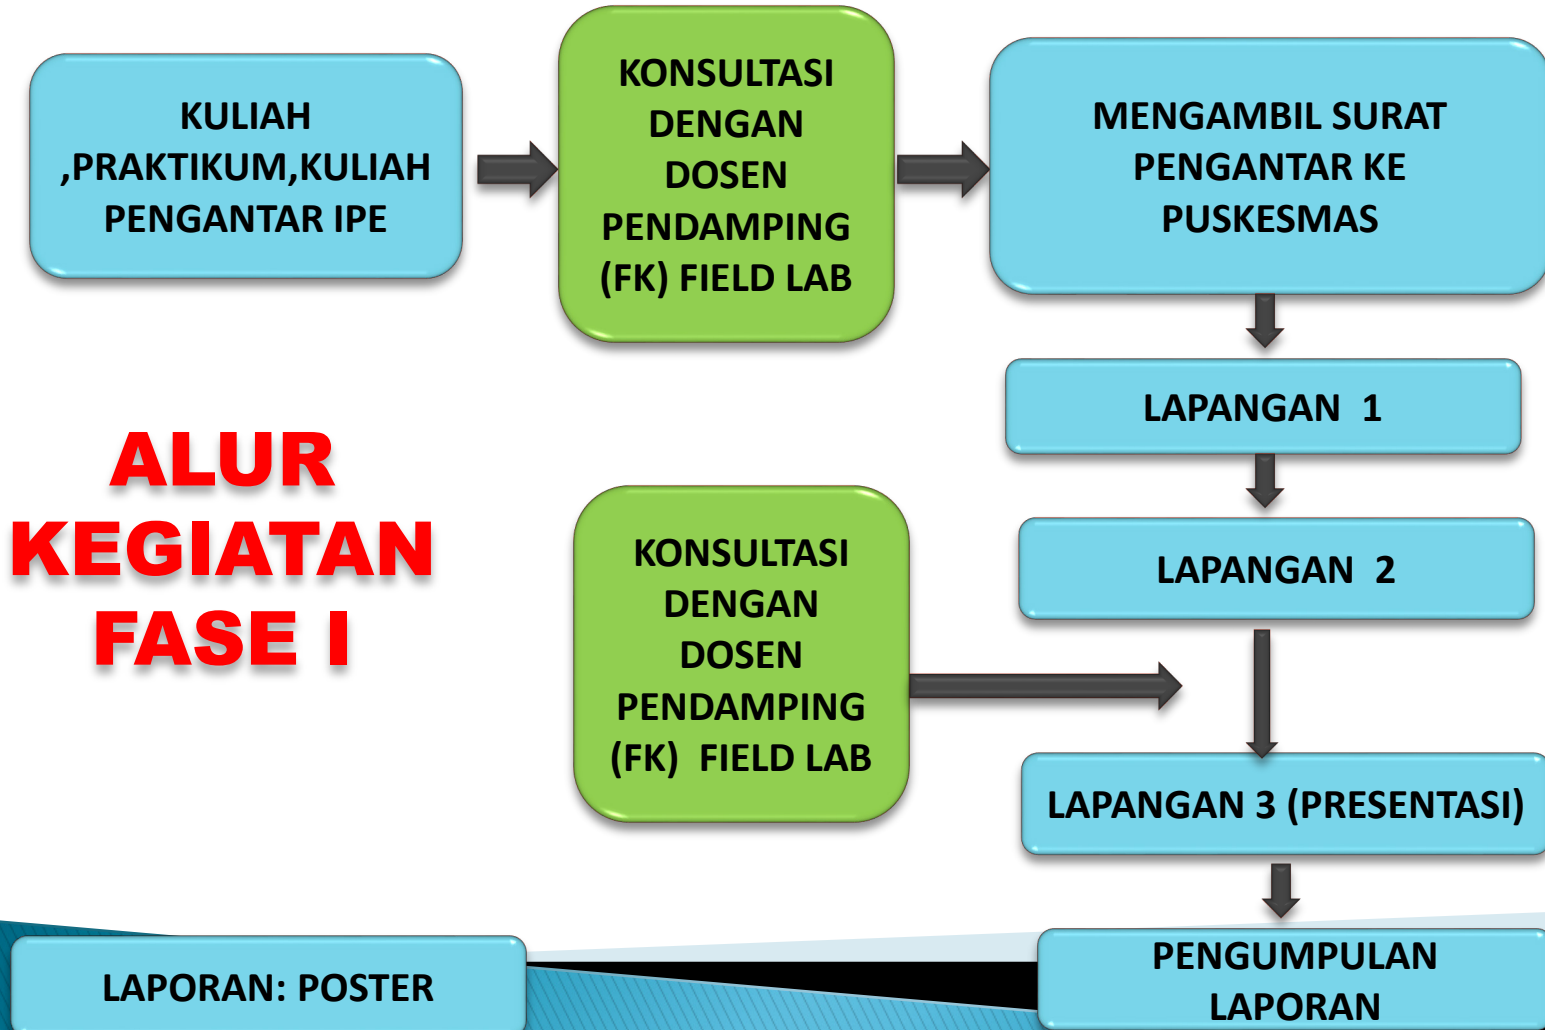 KULIAH
,PRAKTIKUM,KULIAH
PENGANTAR IPE
KONSULTASI
DENGAN
DOSEN
PENDAMPING
(FK) FIELD LAB
MENGAMBIL SURAT
PENGANTAR KE
PUSKESMAS
LAPANGAN  1
ALUR
KEGIATAN
FASE I
KONSULTASI
DENGAN
DOSEN
PENDAMPING
(FK)  FIELD LAB
LAPANGAN  2
LAPANGAN 3 (PRESENTASI)
LAPORAN: POSTER
PENGUMPULAN
LAPORAN